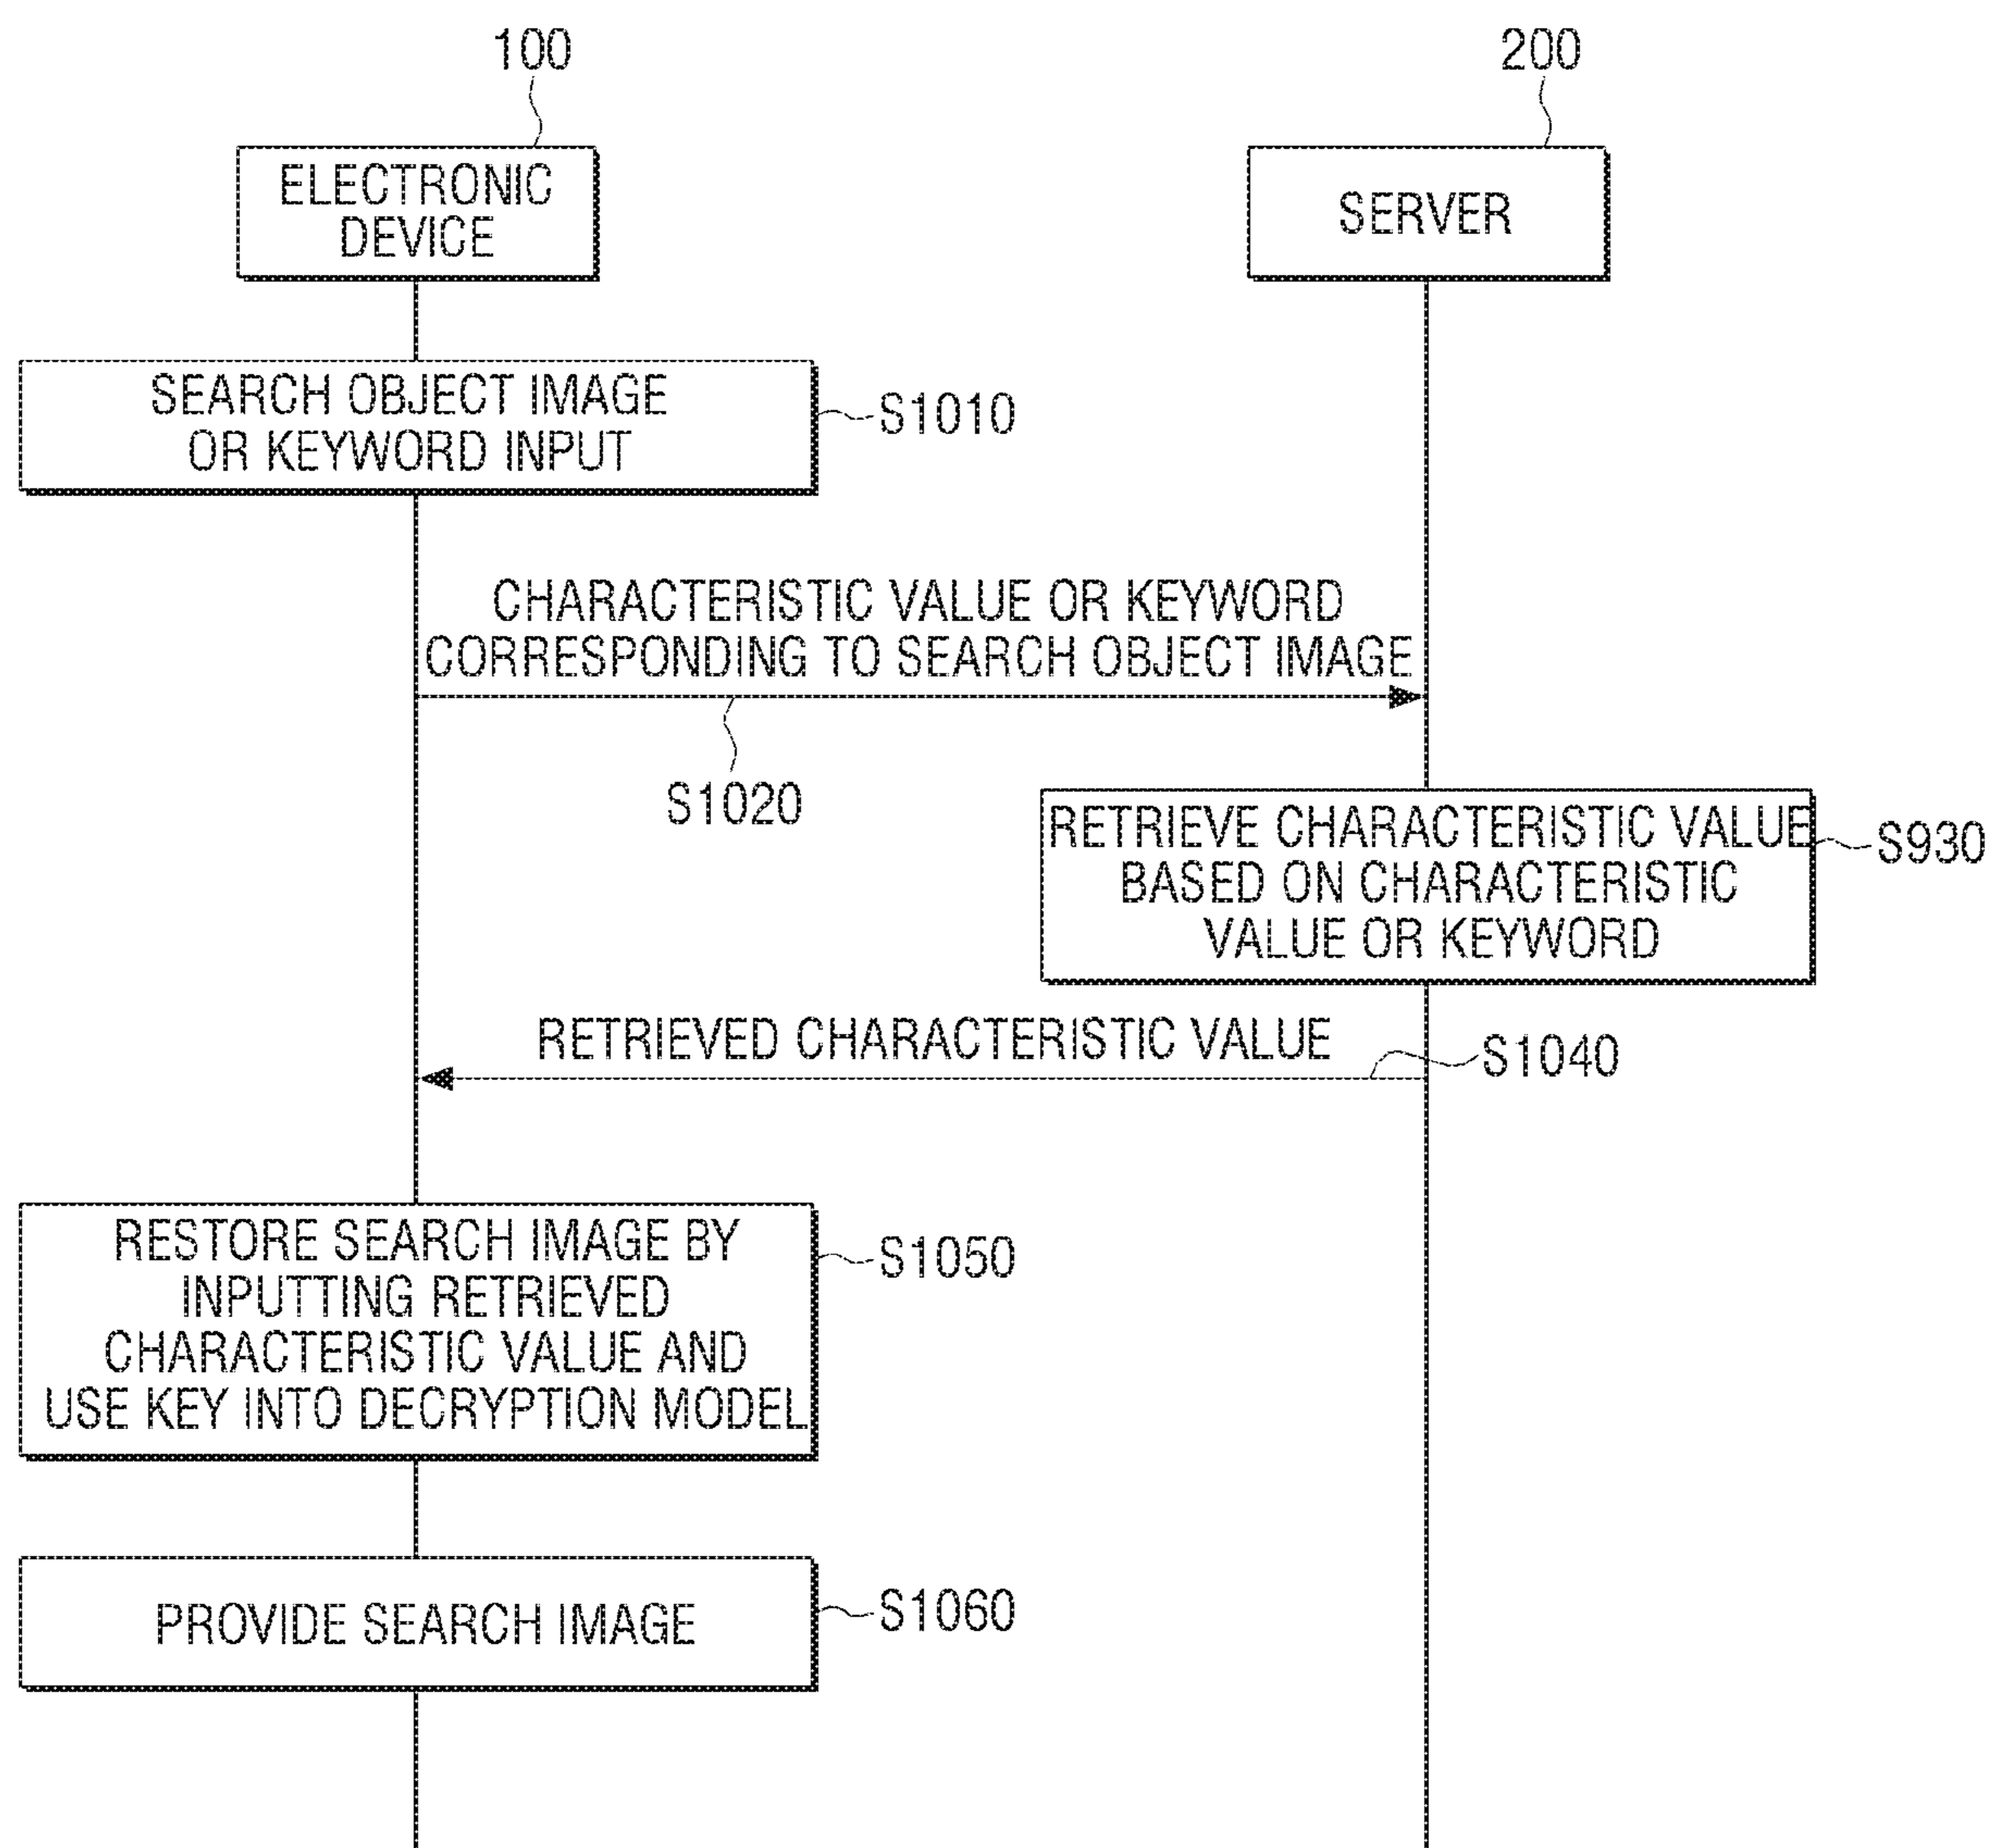 100
200
ELECTRONIC
DEVICE
SERVER
SEARCH OBJECT IMAGE
OR KEYWORD INPUT
S1010
CHARACTERISTIC VALUE OR KEYWORD
CORRESPONDING TO SEARCH OBJECT IMAGE
S1020
RETRIEVE CHARACTERISTIC VALUE
BASED ON CHARACTERISTIC
VALUE OR KEYWORD
S930
RETRIEVED CHARACTERISTIC VALUE
S1040
RESTORE SEARCH IMAGE BY
INPUTTING RETRIEVED
CHARACTERISTIC VALUE AND
USE KEY INTO DECRYPTION MODEL
S1050
PROVIDE SEARCH IMAGE
S1060